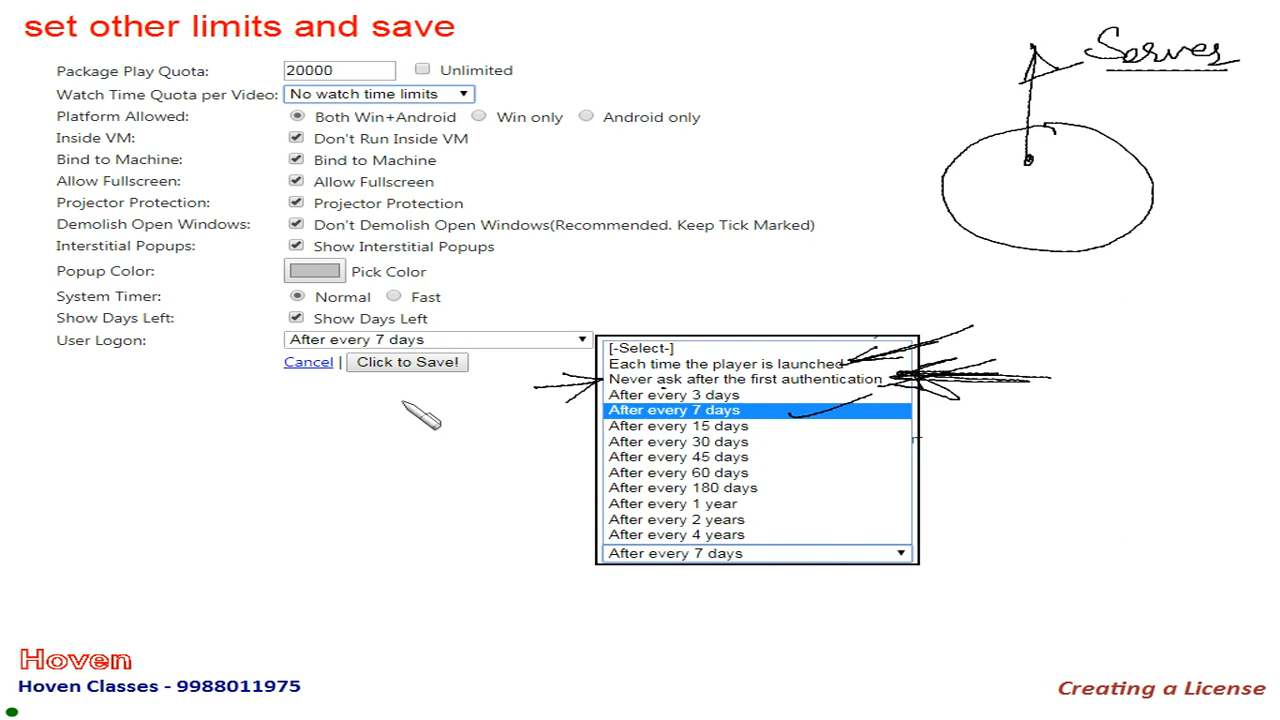 set other limits and save
Server
Package Play Quota: 20000 Unlimited
Watch Time Quota per Video: No watch time limits
Platform Allowed: Both Win+Android Win only Android only
Inside VM: Don't Run Inside VM
Bind to Machine: Bind to Machine
Allow Fullscreen: Allow Fullscreen
Projector Protection: Projector Protection
Demolish Open Windows: Don't Demolish Open Windows(Recommended. Keep Tick Marked)
Interstitial Popups: Show Interstitial Popups
Popup Color: Pick Color
System Timer: Normal Fast
Show Days Left: Show Days Left
User Logon: After every 7 days
Cancel | Click to Save!
[-Select-]
Each time the player is launched
Never ask after the first authentication
After every 3 days
After every 7 days
After every 15 days
After every 30 days
After every 45 days
After every 60 days
After every 180 days
After every 1 year
After every 2 years
After every 4 years
After every 7 days
Hoven
Hoven Classes - 9988011975
Creating a License